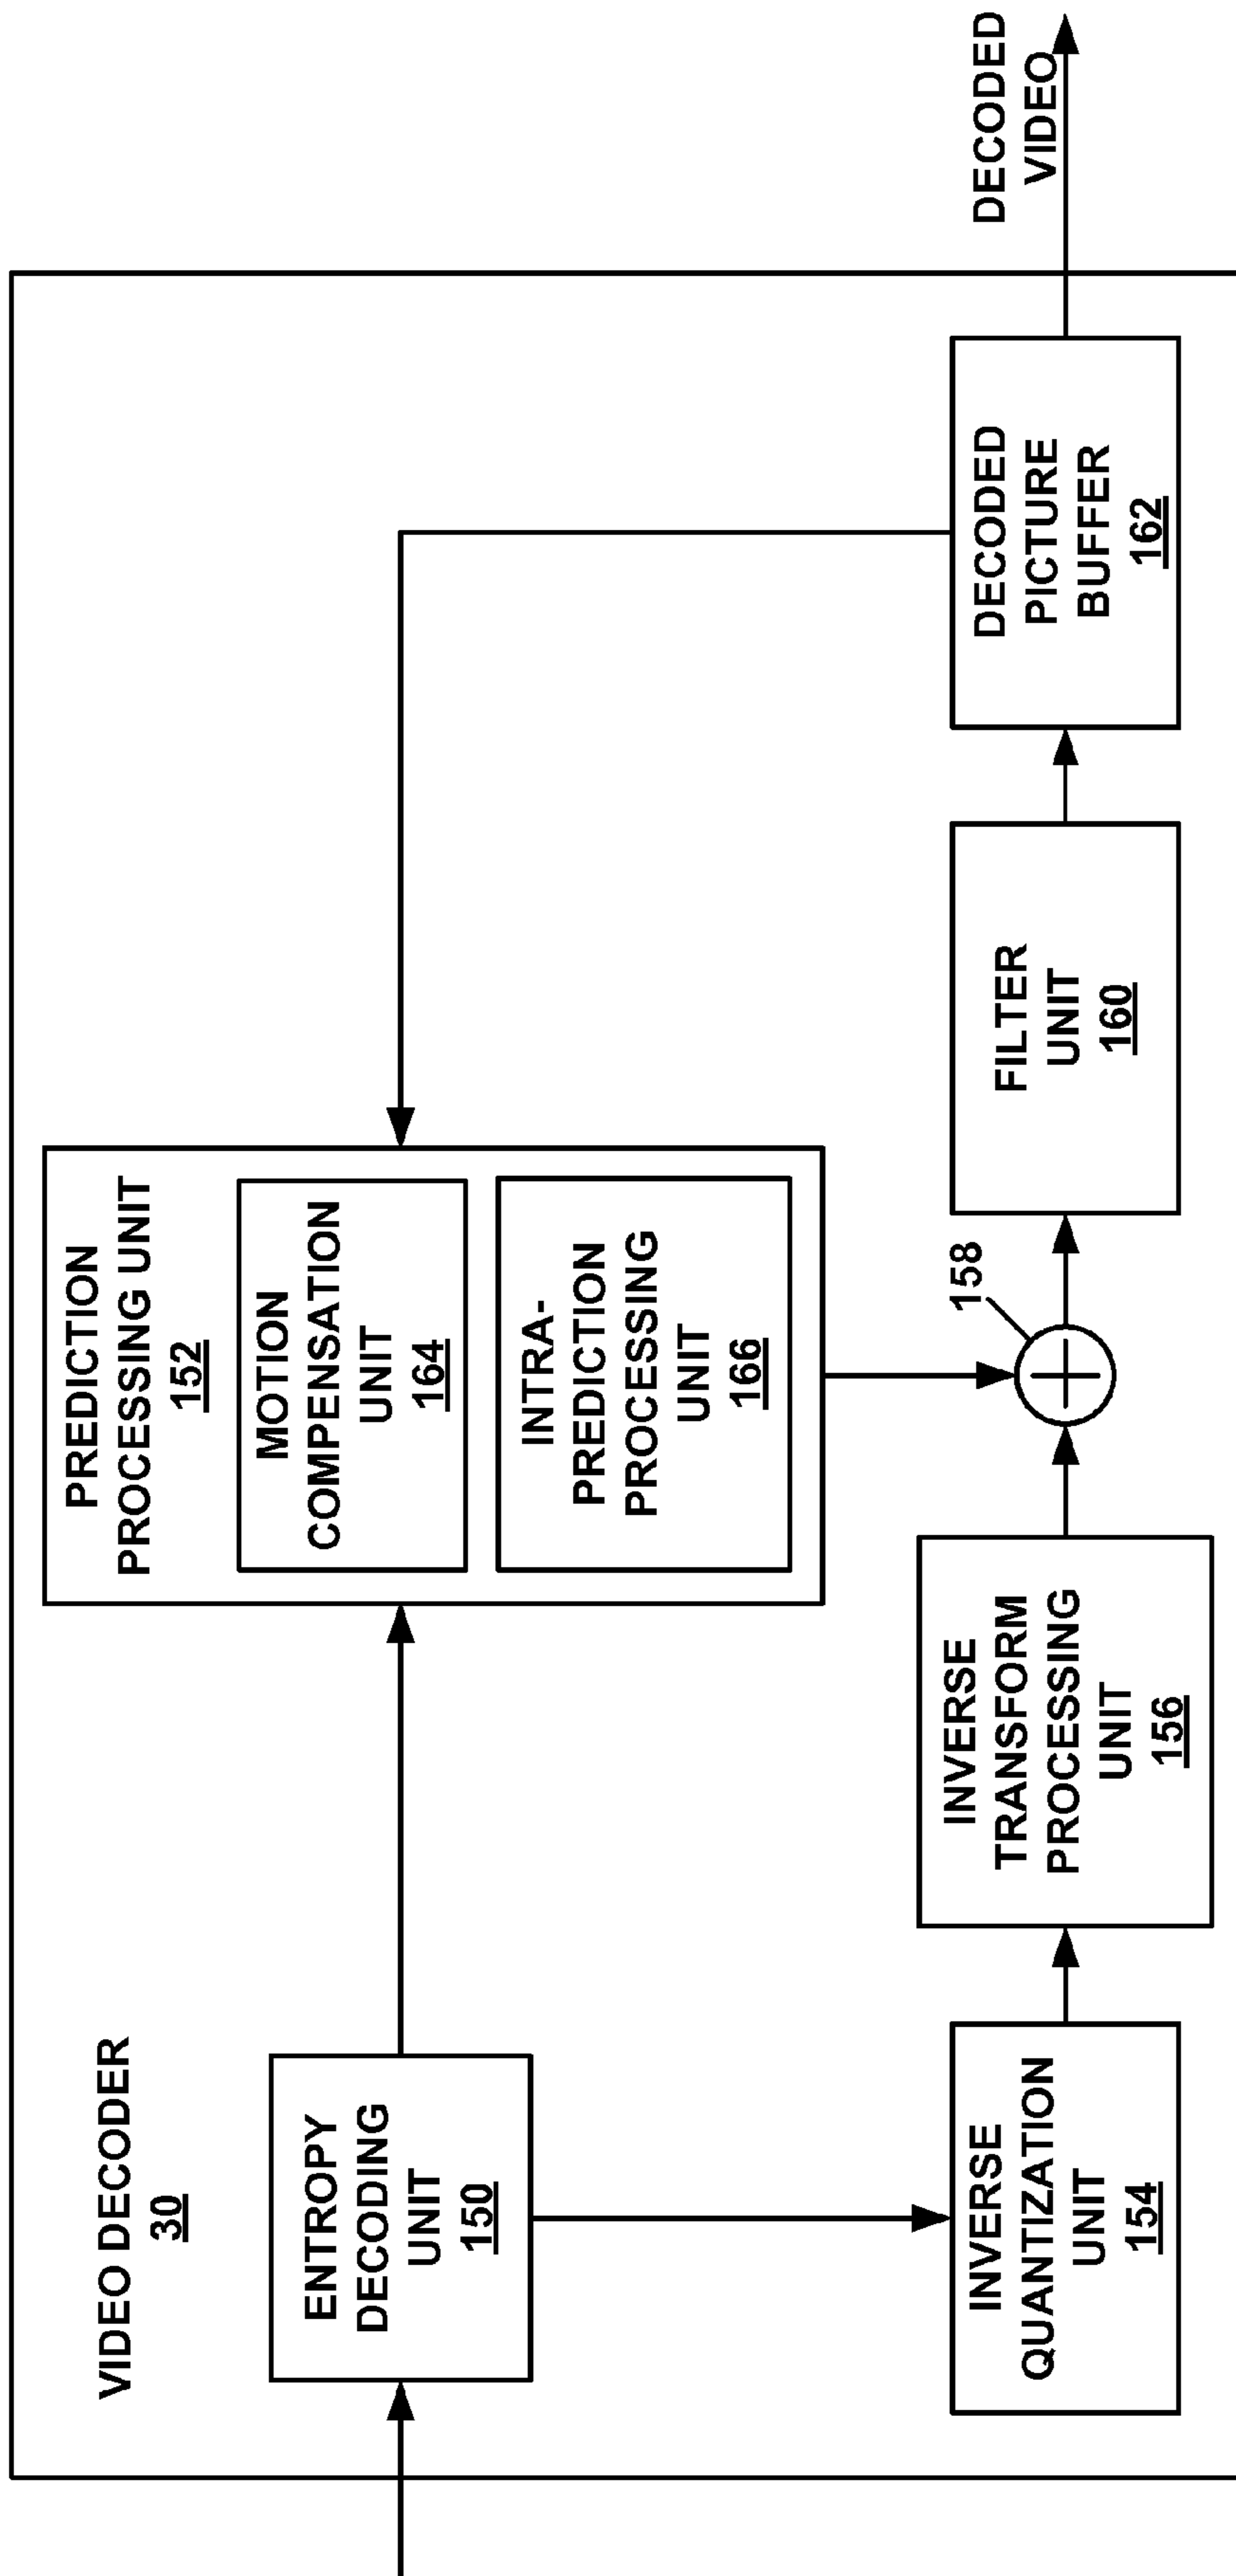 VIDEO DECODER
30
ENTROPY
DECODING
UNIT
150
PREDICTION
PROCESSING UNIT
152
MOTION
COMPENSATION
UNIT
164
INTRA-
PREDICTION
PROCESSING
UNIT
166
INVERSE
QUANTIZATION
UNIT
154
INVERSE
TRANSFORM
PROCESSING
UNIT
156
158
FILTER
UNIT
160
DECODED
PICTURE
BUFFER
162
DECODED
VIDEO